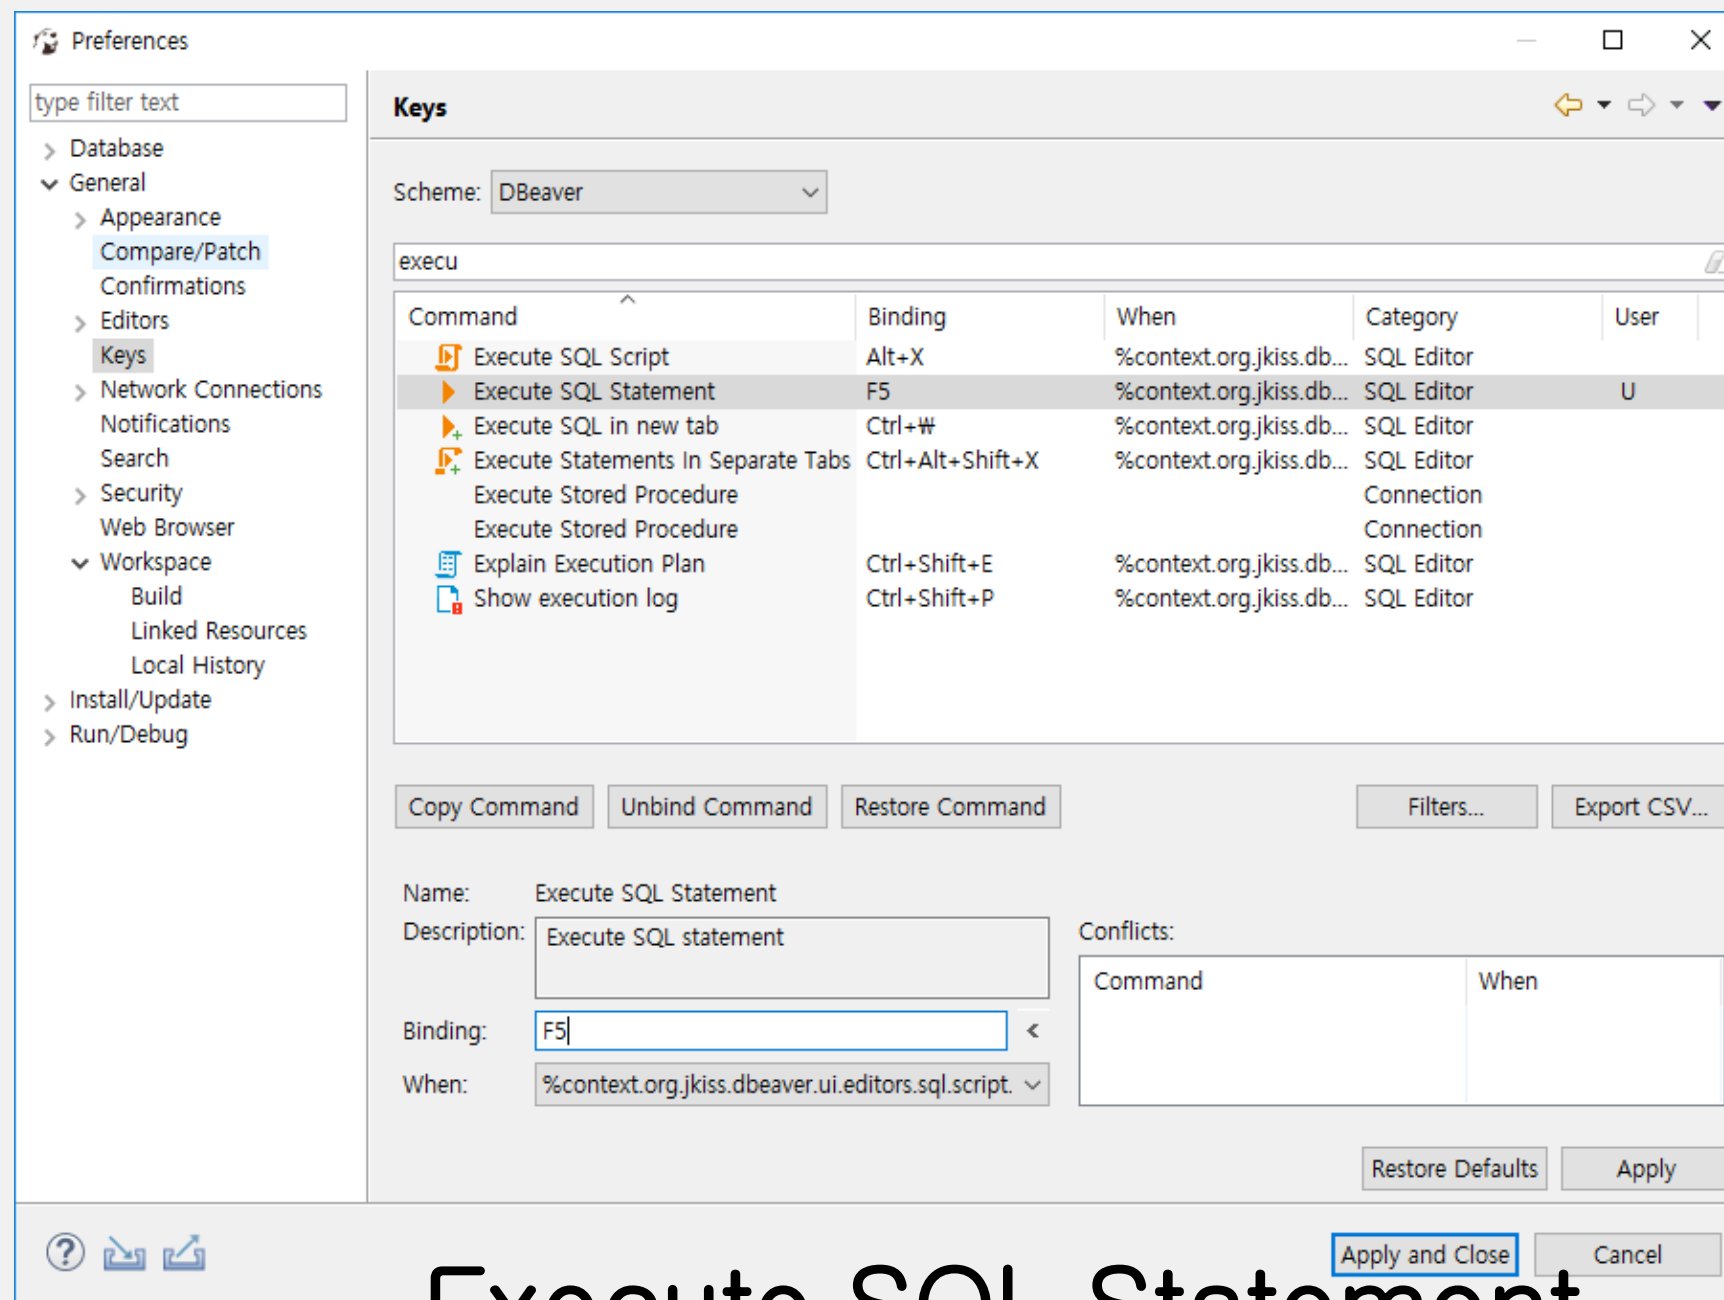 Preferences
type filter text
Database
General
Appearance
Compare/Patch
Confirmations
Editors
Keys
Network Connections
Notifications
Search
Security
Web Browser
Workspace
Build
Linked Resources
Local History
Install/Update
Run/Debug
Keys
Scheme: DBeaver
execu
Command Binding When Category User
Execute SQL Script Alt+X %context.org.jkiss.db... SQL Editor
Execute SQL Statement F5 %context.org.jkiss.db... SQL Editor U
Execute SQL in new tab Ctrl+₩ %context.org.jkiss.db... SQL Editor
Execute Statements In Separate Tabs Ctrl+Alt+Shift+X %context.org.jkiss.db... SQL Editor
Execute Stored Procedure Connection
Execute Stored Procedure Connection
Explain Execution Plan Ctrl+Shift+E %context.org.jkiss.db... SQL Editor
Show execution log Ctrl+Shift+P %context.org.jkiss.db... SQL Editor
Copy Command Unbind Command Restore Command Filters... Export CSV...
Name: Execute SQL Statement
Description: Execute SQL statement
Binding: F5
When: %context.org.jkiss.dbeaver.ui.editors.sql.script.
Conflicts:
Command When
Restore Defaults Apply
Apply and Close Cancel
Execute SQL Statement